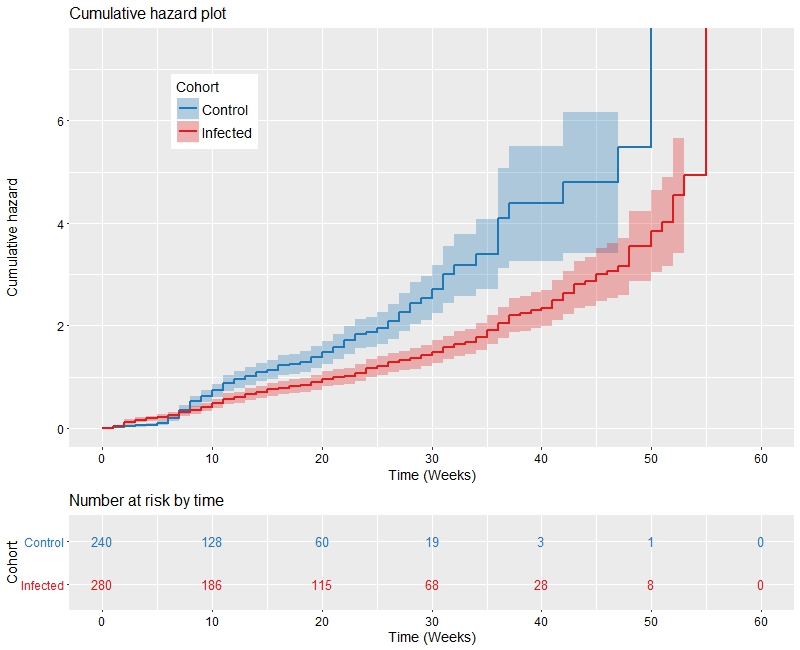 Cumulative hazard plot
Cumulative hazard
6
4
2
0
Cohort
Control
Infected
0 10 20 30 40 50 60
Time (Weeks)
Number at risk by time
Cohort
Control 240 128 60 19 3 1 0
Infected 280 186 115 68 28 8 0
0 10 20 30 40 50 60
Time (Weeks)